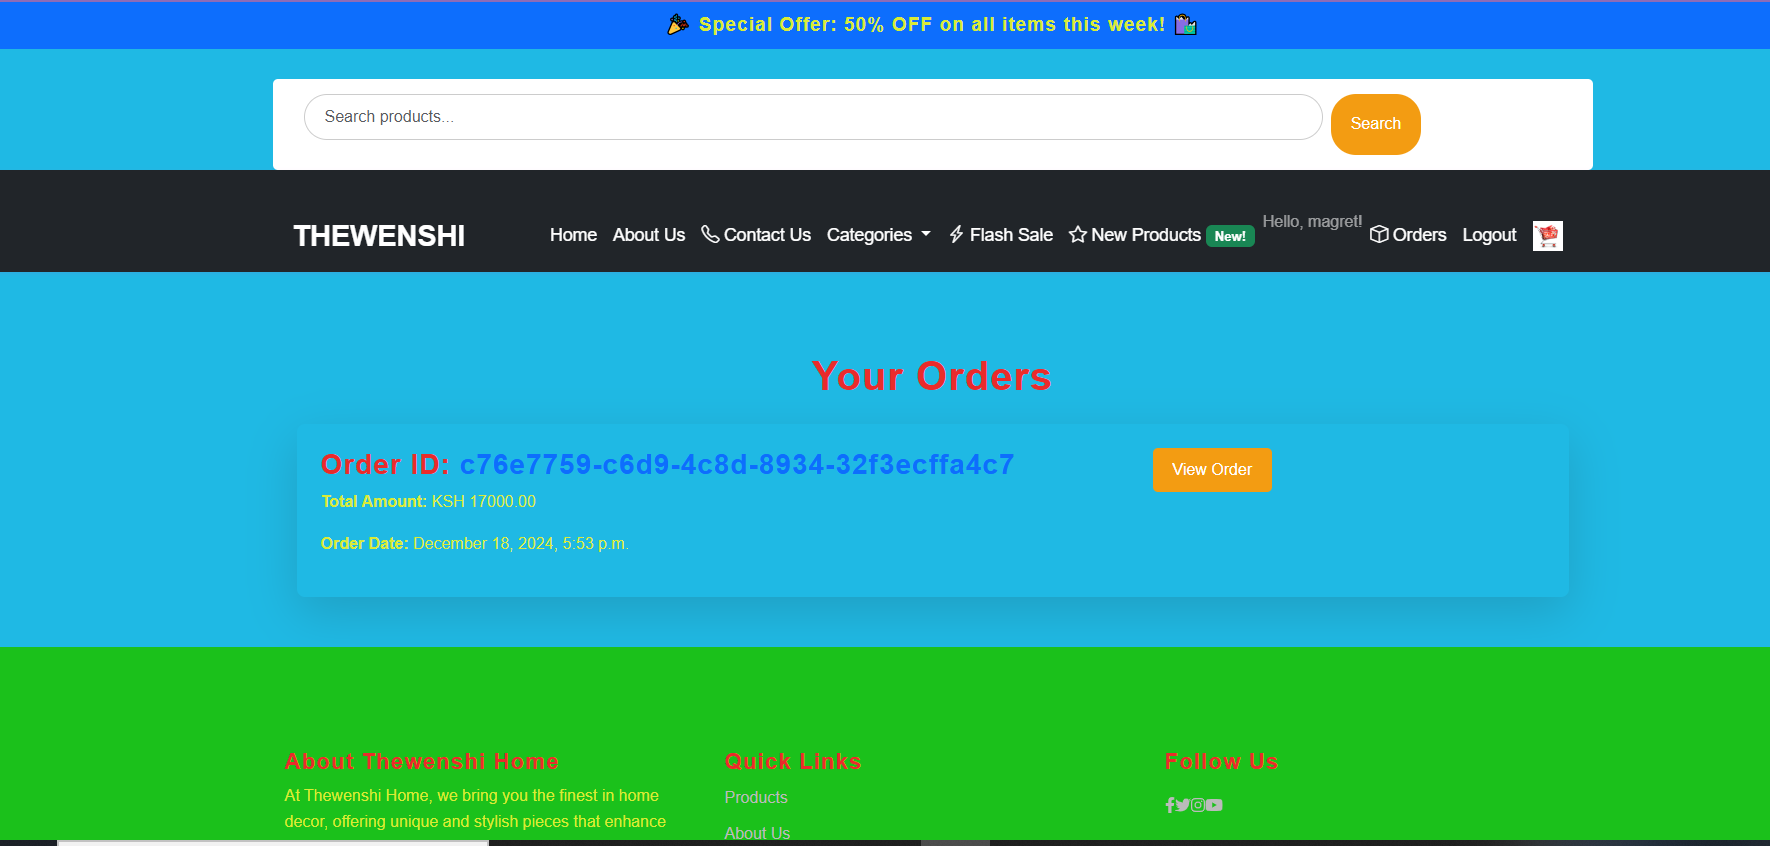 Special Offer: 50% OFF on all items this week!
Search products...
Search
THEWENSHI
Home About Us Contact Us Categories Flash Sale New Products New! Hello, magret! Orders Logout
Your Orders
Order ID: c76e7759-c6d9-4c8d-8934-32f3ecffa4c7
View Order
Total Amount: KSH 17000.00
Order Date: December 18, 2024, 5:53 p.m.
About Thewenshi Home
At Thewenshi Home, we bring you the finest in home
decor, offering unique and stylish pieces that enhance
Quick Links
Products
About Us
Follow Us